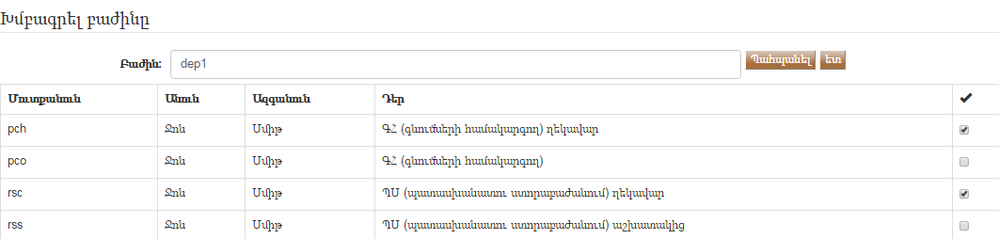 Խմբագրել բաժինը
Բաժին: dep1 Պահպանել ետ
Մուտքանուն Անուն Ազգանուն Դեր
pch Ջոն Սմիթ ԳՀ (գնումների համակարգող) ղեկավար
pco Ջոն Սմիթ ԳՀ (գնումների համակարգող)
rsc Ջոն Սմիթ ՊՍ (պատասխանատու ստորաբաժանում) ղեկավար
rss Ջոն Սմիթ ՊՍ (պատասխանատու ստորաբաժանում) աշխատակից